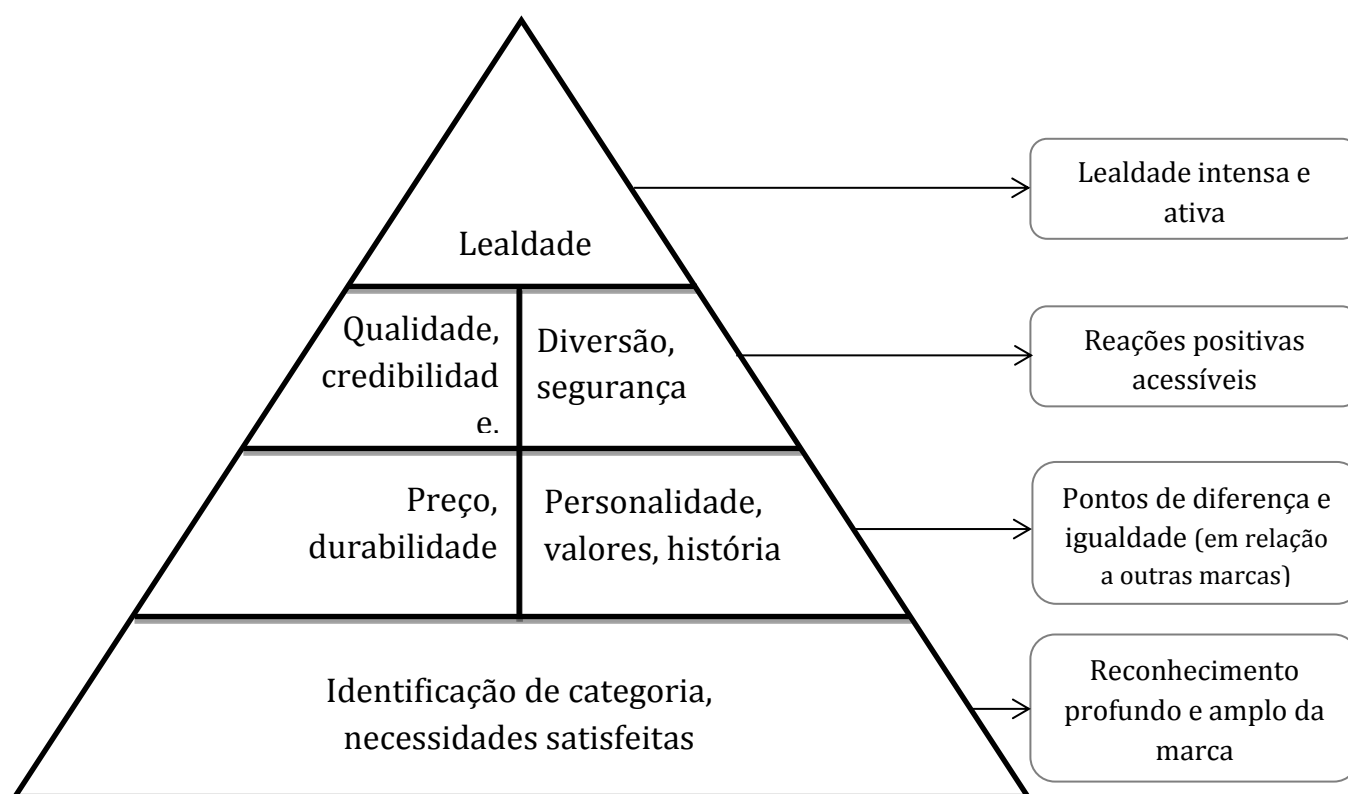 Lealdade
Lealdade intensa e
ativa
Qualidade,
credibilidad
e.
Diversão,
segurança
Reações positivas
acessíveis
Preço,
durabilidade
Personalidade,
valores, história
Pontos de diferença e
igualdade (em relação
a outras marcas)
Identificação de categoria,
necessidades satisfeitas
Reconhecimento
profundo e amplo da
marca